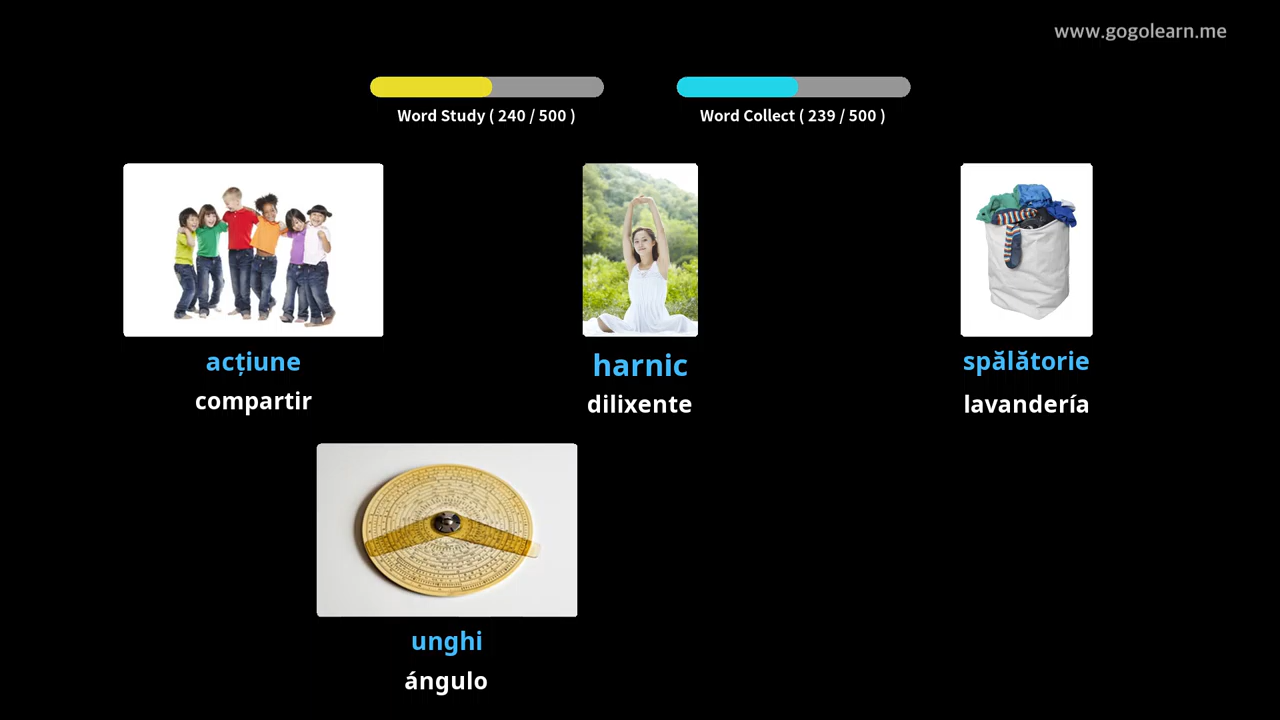 www.gogolearn.me
Word Study ( 240 / 500 )
Word Collect ( 239 / 500 )
acțiune
compartir
harnic
dilixente
spălătorie
lavandería
unghi
ángulo